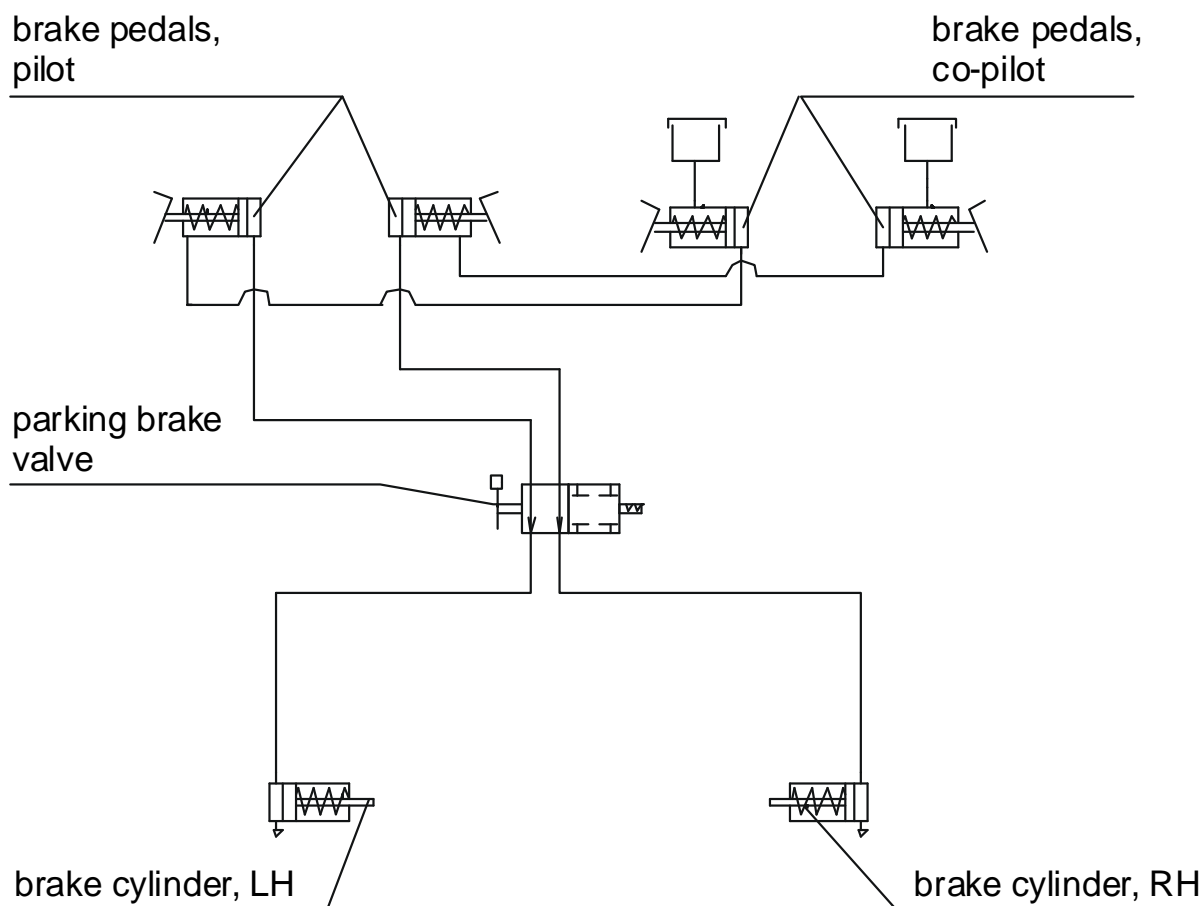 brake pedals,
pilot
brake pedals,
co-pilot
parking brake
valve
brake cylinder, LH
brake cylinder, RH